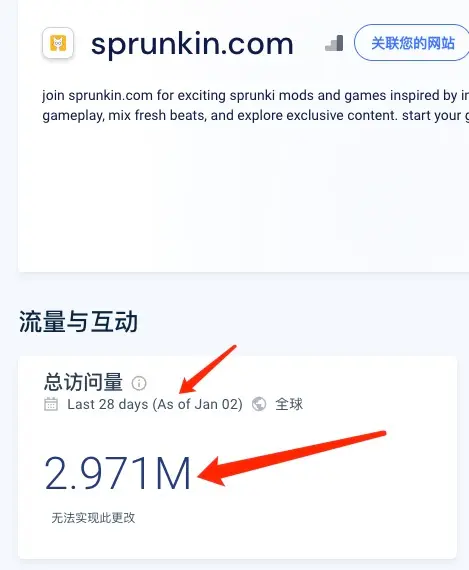 sprunkin.com
关联您的网站
join sprunkin.com for exciting sprunki mods and games inspired by
gameplay, mix fresh beats, and explore exclusive content. start your
流量与互动
总访问量
Last 28 days (As of Jan 02) 全球
2.971M
无法实现此更改